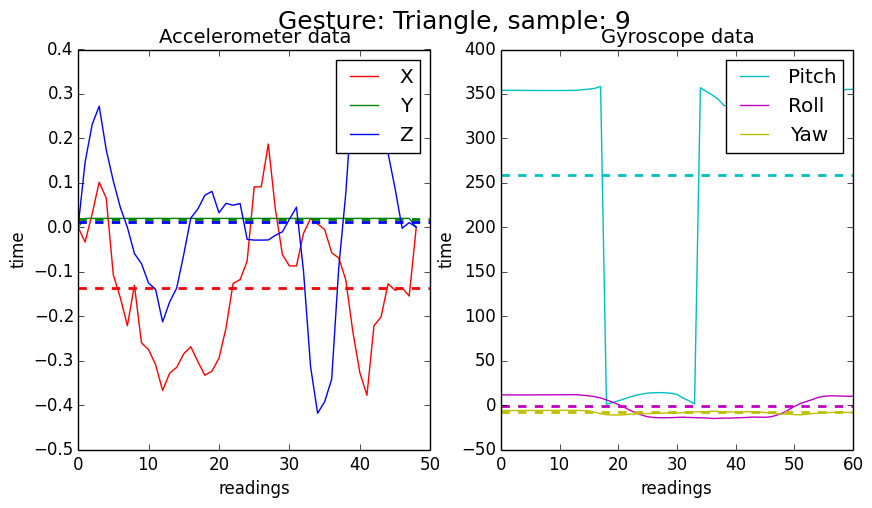 Gesture: Triangle, sample: 9
Accelerometer data
0.4
0.3
0.2
0.1
0.0
−0.1
−0.2
−0.3
−0.4
−0.5
time
0 10 20 30 40 50
readings
X
Y
Z
Gyroscope data
400
350
300
250
200
150
100
50
0
−50
time
0 10 20 30 40 50 60
readings
Pitch
Roll
Yaw